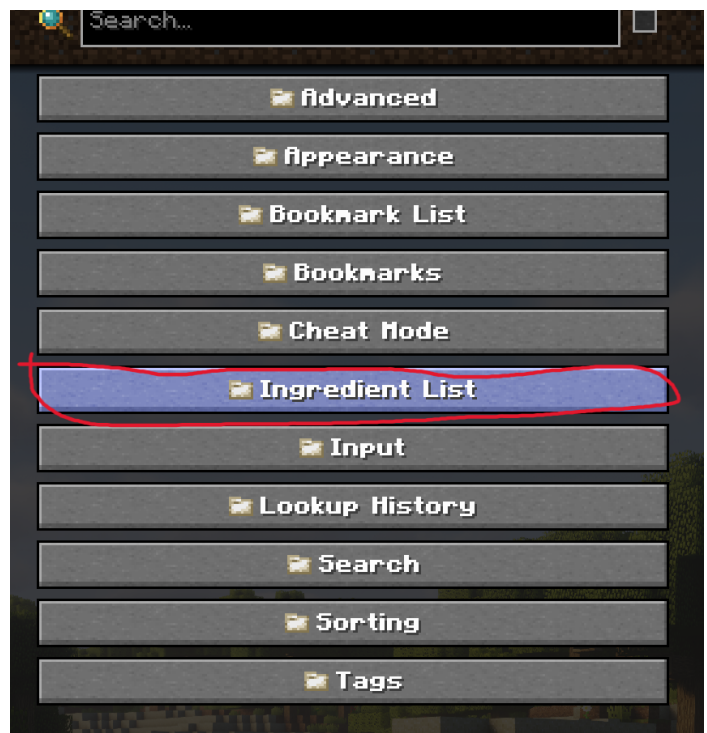 Search...
Advanced
Appearance
Bookmark List
Bookmarks
Cheat Mode
Ingredient List
Input
Lookup History
Search
Sorting
Tags